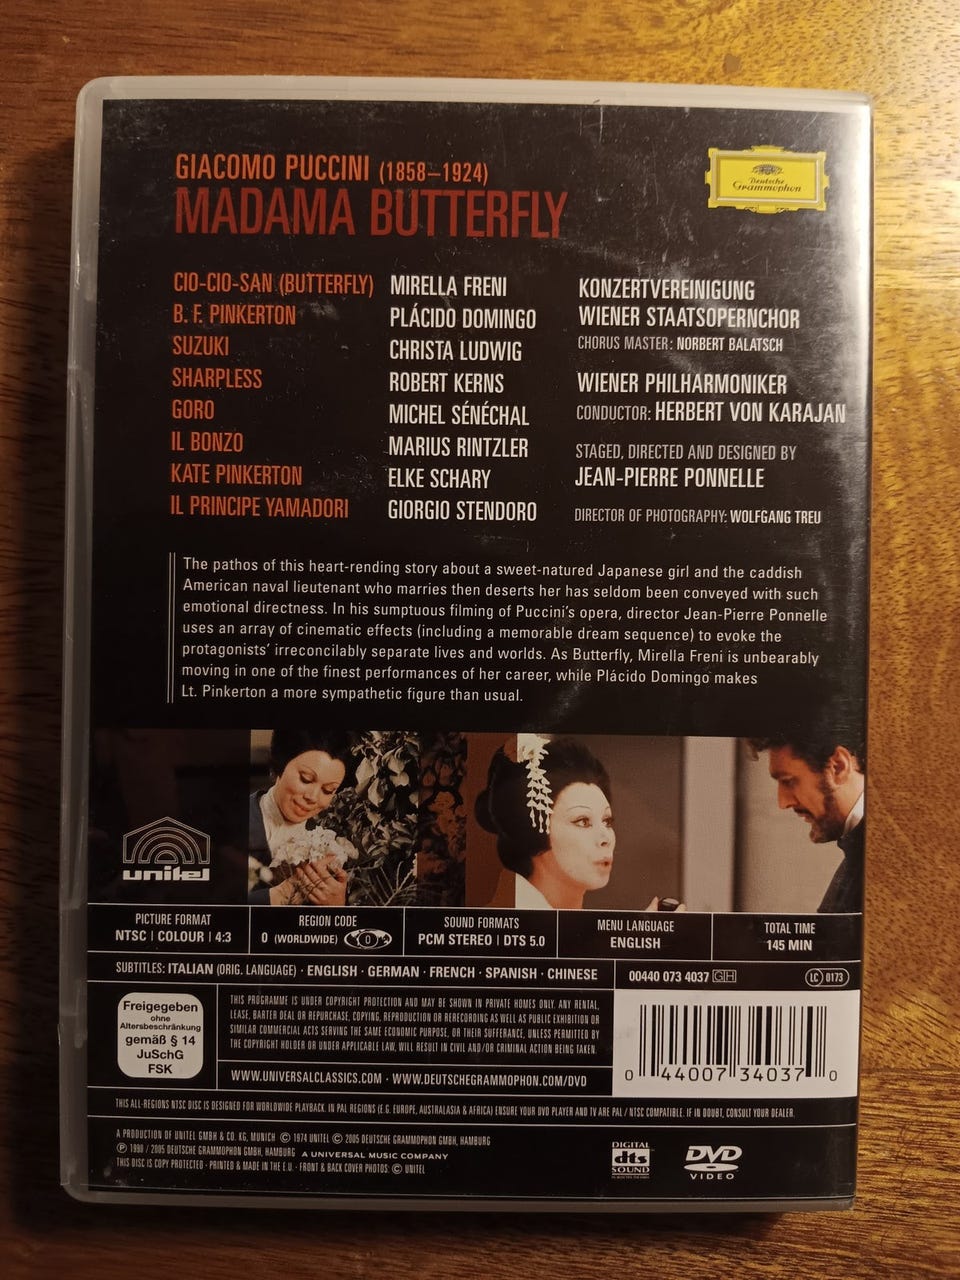 GIACOMO PUCCINI (1858–1924)
MADAMA BUTTERFLY
Deutsche
Grammophon
CIO-CIO-SAN (BUTTERFLY) MIRELLA FRENI
B. F. PINKERTON PLÁCIDO DOMINGO
SUZUKI CHRISTA LUDWIG
SHARPLESS ROBERT KERNS
GORO MICHEL SÉNÉCHAL
IL BONZO MARIUS RINTZLER
KATE PINKERTON ELKE SCHARY
IL PRINCIPE YAMADORI GIORGIO STENDORO
KONZERTVEREINIGUNG
WIENER STAATSOPERNCHOR
CHORUS MASTER: NORBERT BALATSCH
WIENER PHILHARMONIKER
CONDUCTOR: HERBERT VON KARAJAN
STAGED, DIRECTED AND DESIGNED BY
JEAN-PIERRE PONNELLE
DIRECTOR OF PHOTOGRAPHY: WOLFGANG TREU
The pathos of this heart-rending story about a sweet-natured Japanese girl and the caddish
American naval lieutenant who marries then deserts her has seldom been conveyed with such
emotional directness. In his sumptuous filming of Puccini's opera, director Jean-Pierre Ponnelle
uses an array of cinematic effects (including a memorable dream sequence) to evoke the
protagonists' irreconcilably separate lives and worlds. As Butterfly, Mirella Freni is unbearably
moving in one of the finest performances of her career, while Plácido Domingo makes
Lt. Pinkerton a more sympathetic figure than usual.
unitel
PICTURE FORMAT
NTSC | COLOUR | 4:3
REGION CODE
0 (WORLDWIDE) 0
SOUND FORMATS
PCM STEREO | DTS 5.0
MENU LANGUAGE
ENGLISH
TOTAL TIME
145 MIN
SUBTITLES: ITALIAN (ORIG. LANGUAGE) · ENGLISH · GERMAN · FRENCH · SPANISH · CHINESE
00440 073 4037 GH
LC 0173
Freigegeben
ohne
Altersbeschränkung
gemäß § 14
JuSchG
FSK
THIS PROGRAMME IS UNDER COPYRIGHT PROTECTION AND MAY BE SHOWN IN PRIVATE HOMES ONLY. ANY RENTAL,
LEASE, BARTER DEAL OR REPURCHASE, COPYING, REPRODUCTION OR RERECORDING AS WELL AS PUBLIC EXHIBITION OR
SIMILAR COMMERCIAL ACTS SERVING THE SAME ECONOMIC PURPOSE, OR THEIR SUFFERANCE, UNLESS PERMITTED BY
THE COPYRIGHT HOLDER OR UNDER APPLICABLE LAW, WILL RESULT IN CIVIL AND/OR CRIMINAL ACTION BEING TAKEN.
WWW.UNIVERSALCLASSICS.COM · WWW.DEUTSCHEGRAMMOPHON.COM/DVD
0 44007 34037 0
THIS ALL-REGIONS NTSC DISC IS DESIGNED FOR WORLDWIDE PLAYBACK. IN PAL REGIONS (E.G. EUROPE, AUSTRALASIA & AFRICA) ENSURE YOUR DVD PLAYER AND TV ARE PAL / NTSC COMPATIBLE. IF IN DOUBT, CONSULT YOUR DEALER.
A PRODUCTION OF UNITEL GMBH & CO. KG, MUNICH © 1974 UNITEL © 2005 DEUTSCHE GRAMMOPHON GMBH, HAMBURG
℗ 1990 / 2005 DEUTSCHE GRAMMOPHON GMBH, HAMBURG A UNIVERSAL MUSIC COMPANY
THIS DISC IS COPY PROTECTED · PRINTED & MADE IN THE E.U. · FRONT & BACK COVER PHOTOS: © UNITEL
DIGITAL
dts
SOUND
DVD
VIDEO